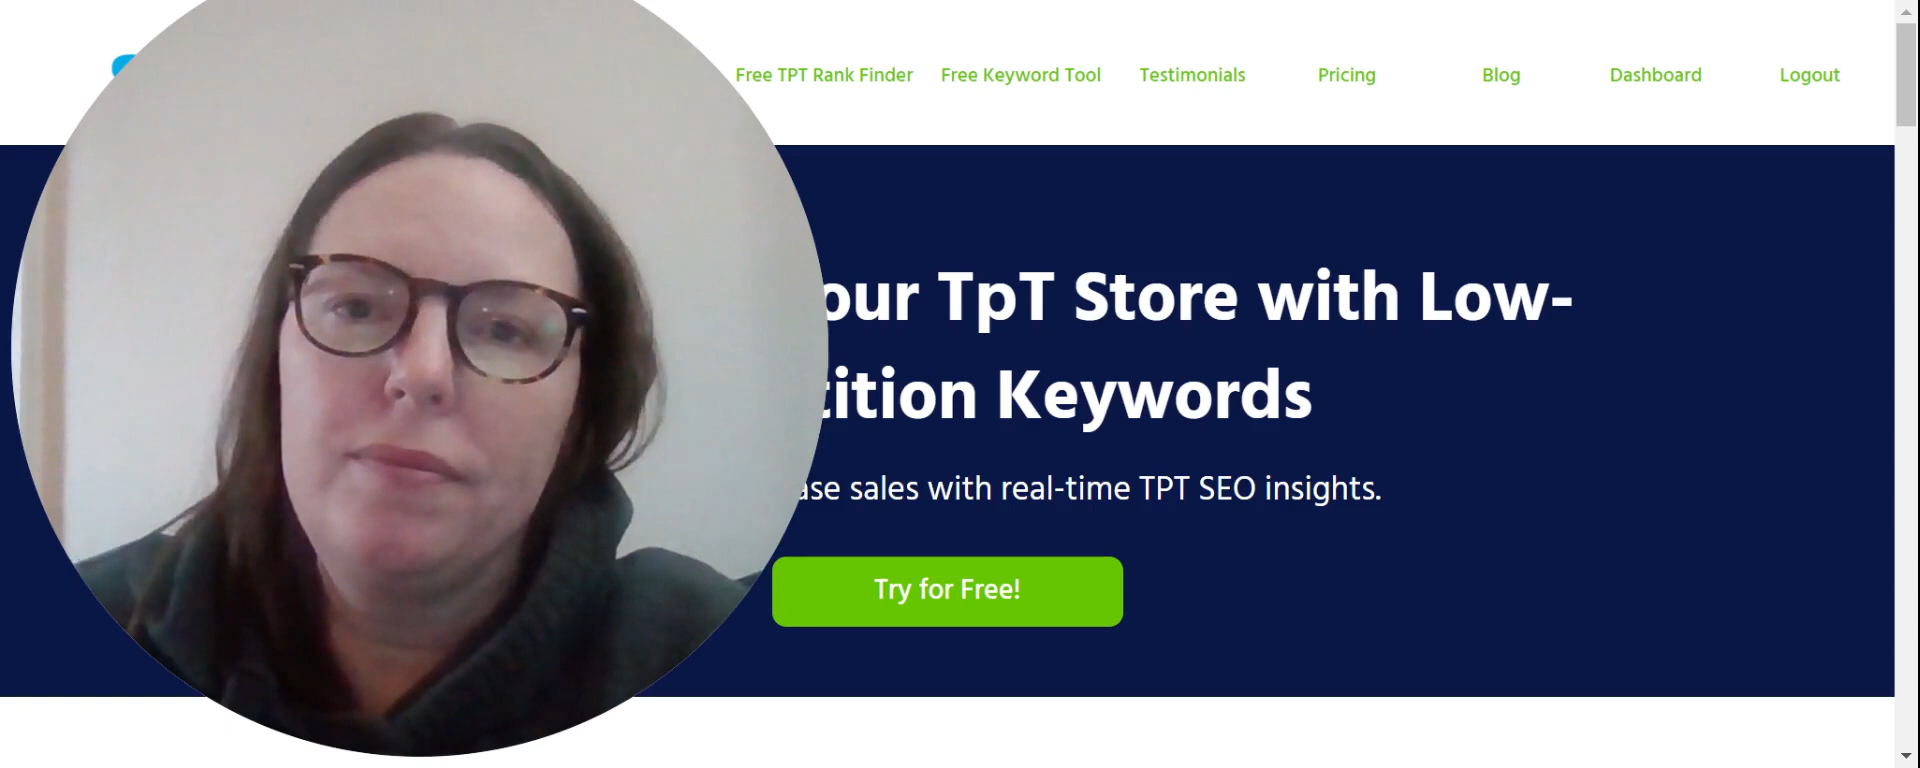 Free TPT Rank Finder
Free Keyword Tool
Testimonials
Pricing
Blog
Dashboard
Logout
our TpT Store with Low-
tition Keywords
ase sales with real-time TPT SEO insights.
Try for Free!